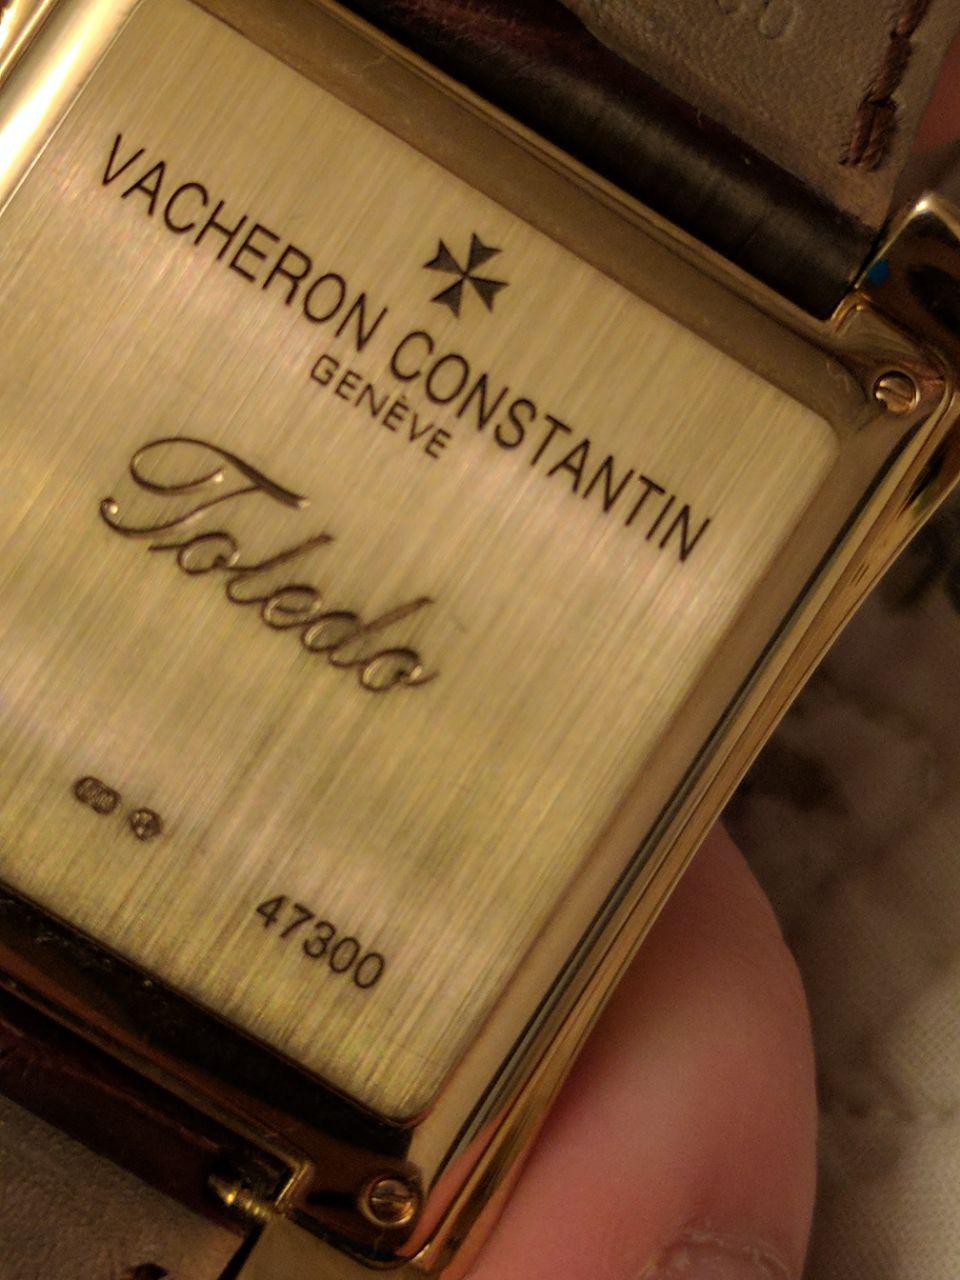 VACHERON CONSTANTIN
GENÈVE
Toledo
47300